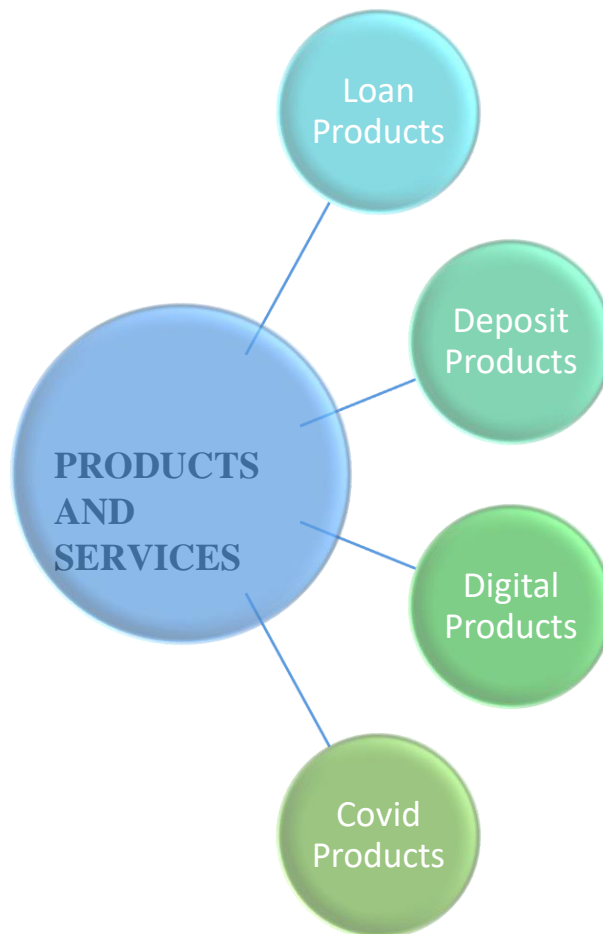 Loan
Products
Deposit
Products
PRODUCTS
AND
SERVICES
Digital
Products
Covid
Products